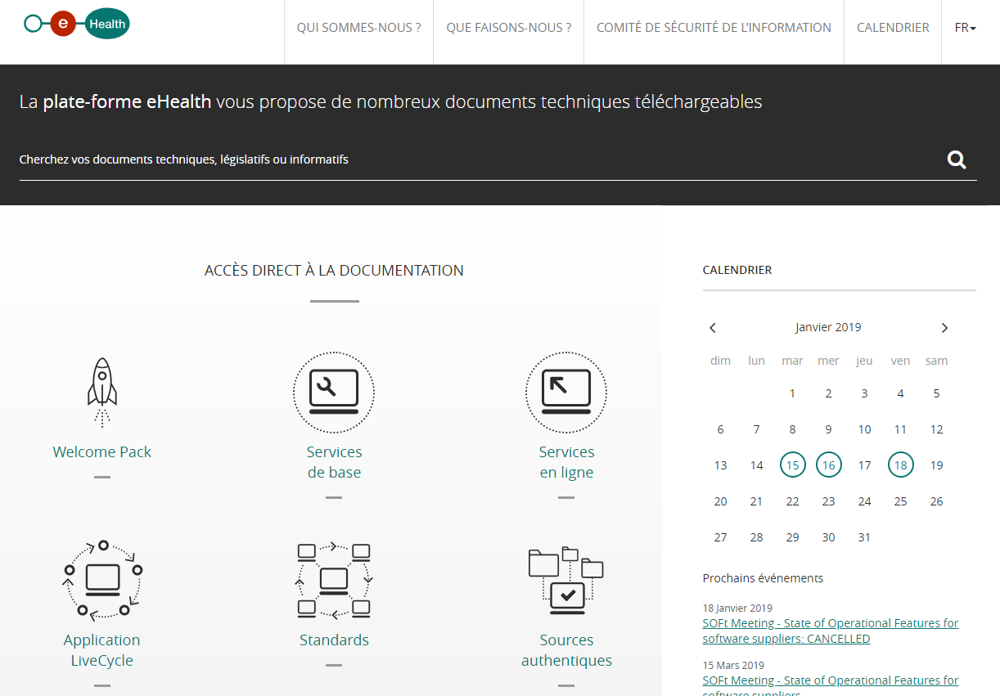 e Health
QUI SOMMES-NOUS ?
QUE FAISONS-NOUS ?
COMITÉ DE SÉCURITÉ DE L'INFORMATION
CALENDRIER
FR
La plate-forme eHealth vous propose de nombreux documents techniques téléchargeables
Cherchez vos documents techniques, législatifs ou informatifs
ACCÈS DIRECT À LA DOCUMENTATION
Welcome Pack
Services
de base
Services
en ligne
Application
LiveCycle
Standards
Sources
authentiques
CALENDRIER
Janvier 2019
dim lun mar mer jeu ven sam
1 2 3 4 5
6 7 8 9 10 11 12
13 14 15 16 17 18 19
20 21 22 23 24 25 26
27 28 29 30 31
Prochains événements
18 Janvier 2019
SOFt Meeting - State of Operational Features for
software suppliers: CANCELLED
15 Mars 2019
SOFt Meeting - State of Operational Features for
software suppliers